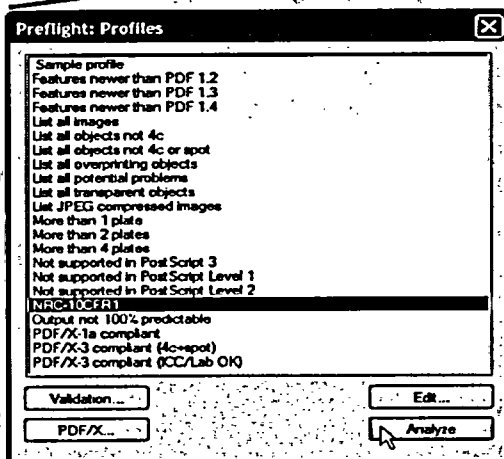 Preflight: Profiles
Sample profile
Features newer than PDF 1.2
Features newer than PDF 1.3
Features newer than PDF 1.4
List all images
List all objects not 4c
List all objects not 4c or spot
List all overprinting objects
List all potential problems
List all transparent objects
List JPEG compressed images
More than 1 plate
More than 2 plates
More than 4 plates
Not supported in PostScript 3
Not supported in PostScript Level 1
Not supported in PostScript Level 2
NRC-10CFR1
Output not 100% predictable
PDF/X-1a compliant
PDF/X-3 compliant (4c+spot)
PDF/X-3 compliant (ICC/Lab OK)
Validation... Edit...
PDF/X... Analyze